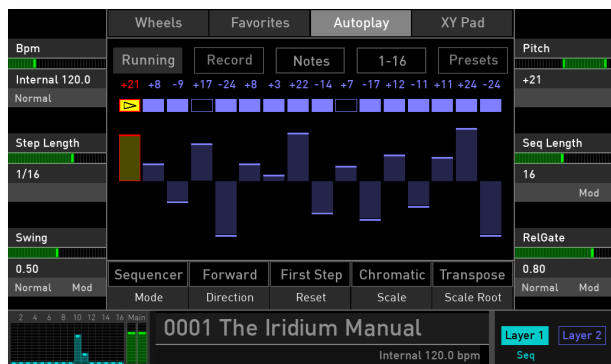 Wheels Favorites Autoplay XY Pad
Bpm
Internal 120.0
Normal
Step Length
1/16
Swing
0.50
Normal Mod
Running Record Notes 1-16 Presets
+21 +8 -9 +17 -24 +8 +3 +22 -14 +7 -17 +12 -11 +11 +24 -24
Sequencer Forward First Step Chromatic Transpose
Mode Direction Reset Scale Scale Root
Pitch
+21
Seq Length
16
Mod
RelGate
0.80
Normal Mod
2 4 6 8 10 12 14 16 Main
0001 The Iridium Manual
Internal 120.0 bpm
Layer 1 Layer 2
Seq